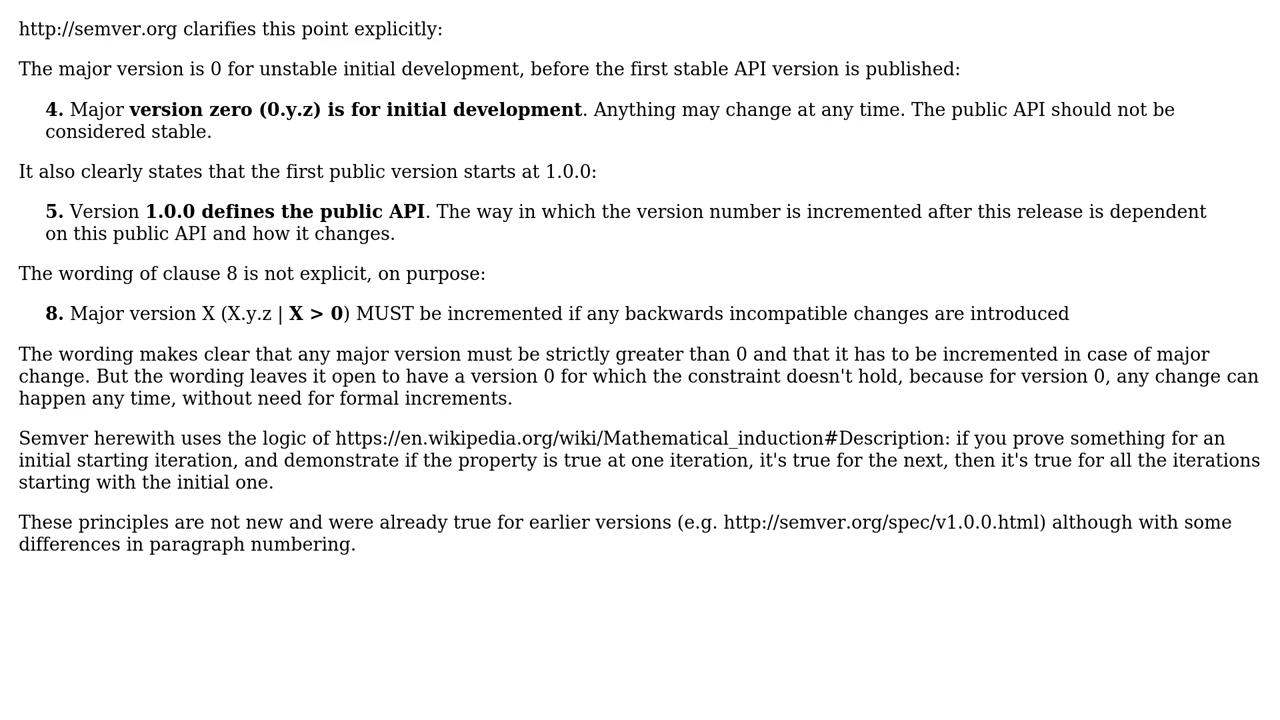 http://semver.org clarifies this point explicitly:
The major version is 0 for unstable initial development, before the first stable API version is published:
4. Major version zero (0.y.z) is for initial development. Anything may change at any time. The public API should not be
considered stable.
It also clearly states that the first public version starts at 1.0.0:
5. Version 1.0.0 defines the public API. The way in which the version number is incremented after this release is dependent
on this public API and how it changes.
The wording of clause 8 is not explicit, on purpose:
8. Major version X (X.y.z | X > 0) MUST be incremented if any backwards incompatible changes are introduced
The wording makes clear that any major version must be strictly greater than 0 and that it has to be incremented in case of major
change. But the wording leaves it open to have a version 0 for which the constraint doesn't hold, because for version 0, any change can
happen any time, without need for formal increments.
Semver herewith uses the logic of https://en.wikipedia.org/wiki/Mathematical_induction#Description: if you prove something for an
initial starting iteration, and demonstrate if the property is true at one iteration, it's true for the next, then it's true for all the iterations
starting with the initial one.
These principles are not new and were already true for earlier versions (e.g. http://semver.org/spec/v1.0.0.html) although with some
differences in paragraph numbering.